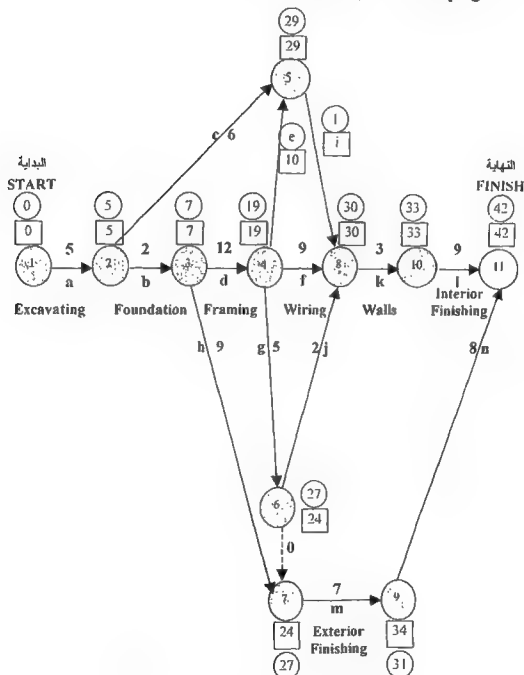 29
29
5
c 6
e
10
1
i
البداية
START
0
0
5
5
7
7
19
19
30
30
33
33
النهاية
FINISH
42
42
1
5
a
2
2
b
3
12
d
4
9
f
8
3
k
10
9
l
11
Excavating
Foundation
Framing
Wiring
Walls
Interior
Finishing
h 9
g 5
2 j
8 n
6
27
24
0
7
7
m
9
24
27
Exterior
Finishing
34
31